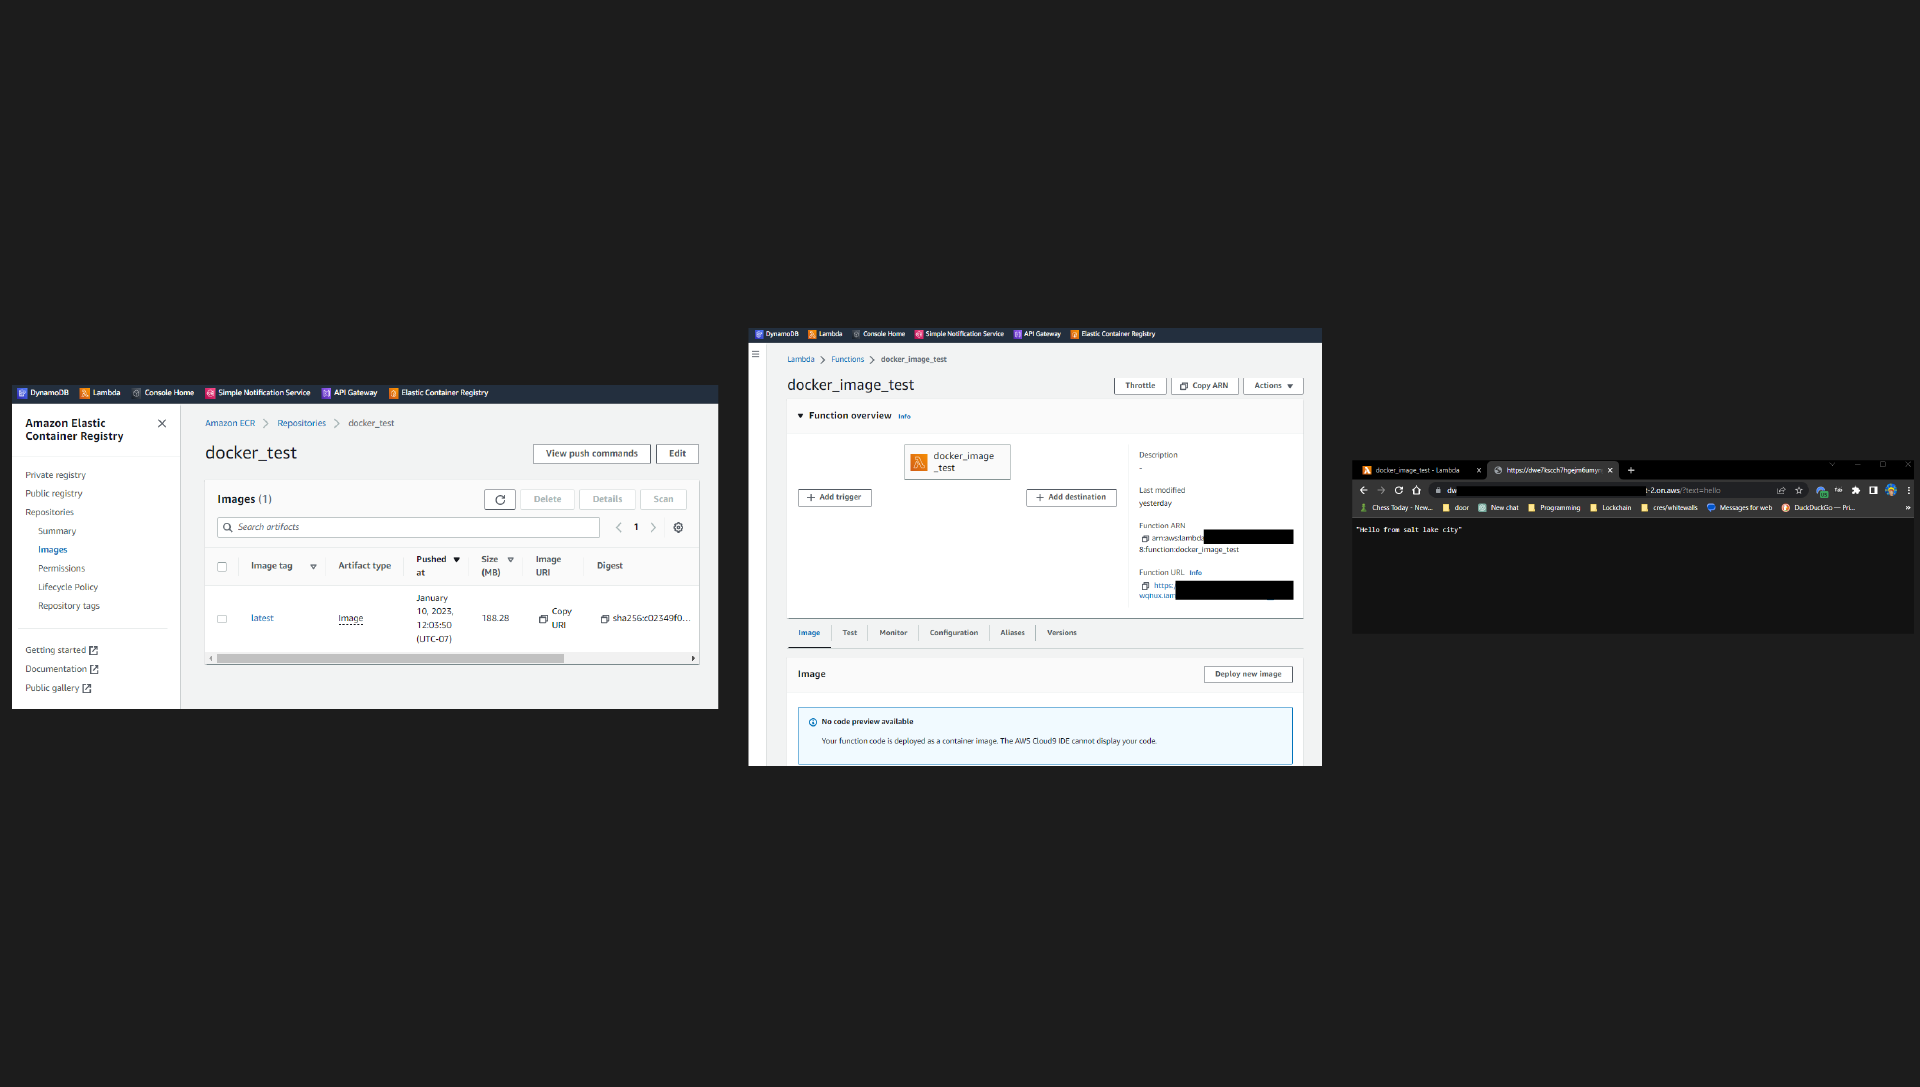 DynamoDB Lambda Console Home Simple Notification Service API Gateway Elastic Container Registry
Amazon Elastic
Container Registry
Private registry
Public registry
Repositories
Summary
Images
Permissions
Lifecycle Policy
Repository tags
Getting started
Documentation
Public gallery
Amazon ECR Repositories docker_test
docker_test
View push commands Edit
Images (1)
Delete Details Scan
Search artifacts
1
Image tag Artifact type Pushed at Size (MB) Image URI Digest
latest Image January 10, 2023, 12:03:50 (UTC-07) 188.28 Copy URI sha256:c02349f0...
DynamoDB Lambda Console Home Simple Notification Service API Gateway Elastic Container Registry
Lambda Functions docker_image_test
docker_image_test
Throttle Copy ARN Actions
Function overview Info
docker_image
_test
Add trigger
Add destination
Description
-
Last modified
yesterday
Function ARN
arn:aws:lambda
8:function:docker_image_test
Function URL Info
https:
wqnux.lam
Image Test Monitor Configuration Aliases Versions
Image
Deploy new image
No code preview available
Your function code is deployed as a container image. The AWS Cloud9 IDE cannot display your code.
docker_image_test - Lambda
dw -2.on.aws/?text=hello
Chess Today - New... door New chat Programming Lockchain cres/whitewalls Messages for web DuckDuckGo — Pri...
"Hello from salt lake city"